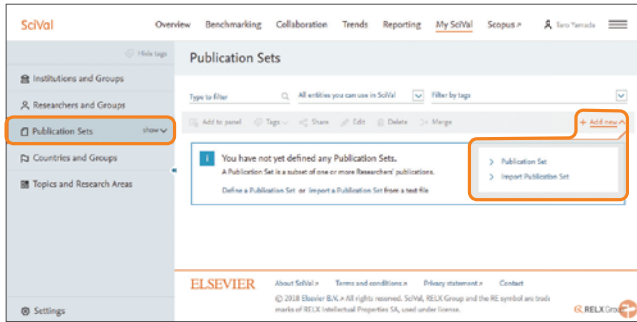 SciVal
Overview Benchmarking Collaboration Trends Reporting My SciVal Scopus↗ Taro Yamada
Hide tags
Institutions and Groups
Researchers and Groups
Publication Sets show
Countries and Groups
Topics and Research Areas
Settings
Publication Sets
Type to filter All entities you can use in SciVal Filter by tags
Add to panel Tags Share Edit Delete Merge + Add new
Publication Set
Import Publication Set
i You have not yet defined any Publication Sets.
A Publication Set is a subset of one or more Researchers' publications.
Define a Publication Set or import a Publication Set from a text file
ELSEVIER
About SciVal↗ Terms and conditions↗ Privacy statement↗ Contact
© 2018 Elsevier B.V.↗ All rights reserved. SciVal, RELX Group and the RE symbol are trade
marks of RELX Intellectual Properties SA, used under license.
RELX